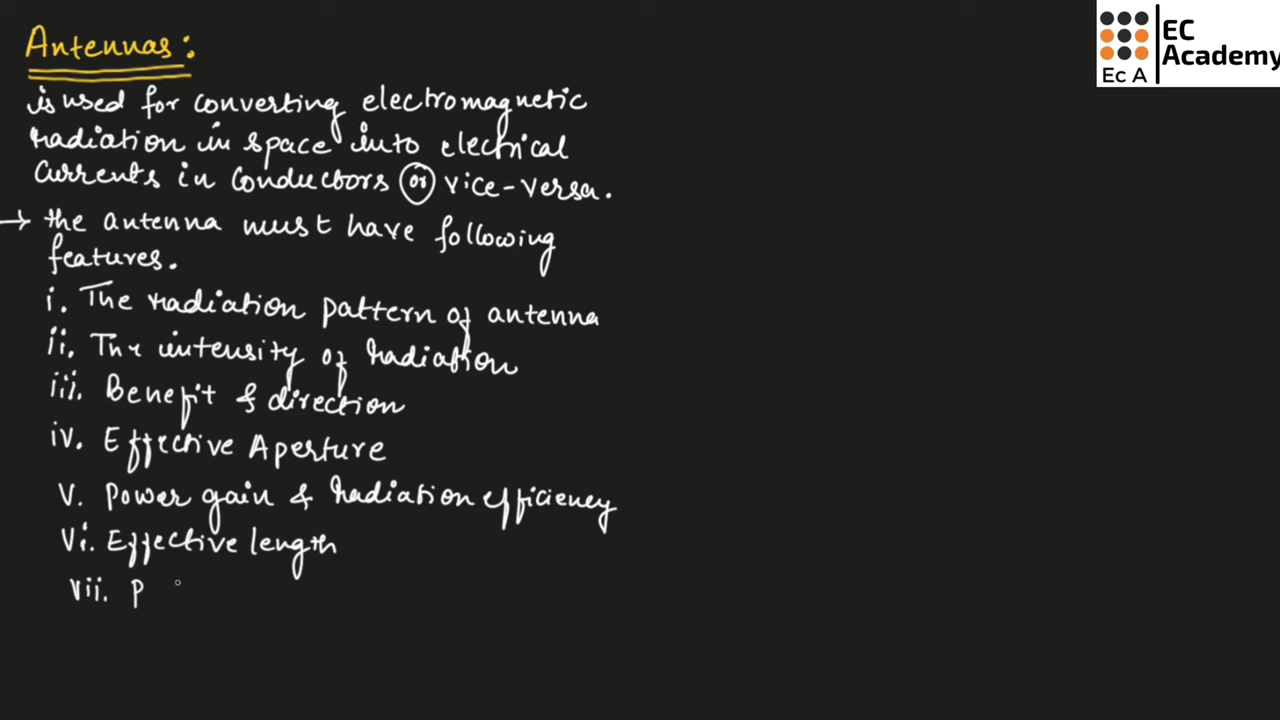 Antennas:
is used for converting electromagnetic
radiation in space into electrical
currents in conductors or vice-versa.
→ the antenna must have following
features.
i. The radiation pattern of antenna
ii. The intensity of radiation
iii. Benefit & direction
iv. Effective Aperture
v. Power gain & radiation efficiency
vi. Effective length
vii. P
EC
Academy
Ec A